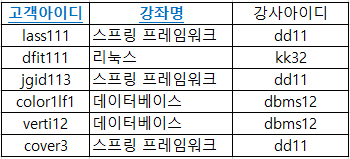 고객아이디 강좌명 강사아이디
lass111 스프링 프레임워크 dd11
dfit111 리눅스 kk32
jgid113 스프링 프레임워크 dd11
color1lf1 데이터베이스 dbms12
verti12 데이터베이스 dbms12
cover3 스프링 프레임워크 dd11